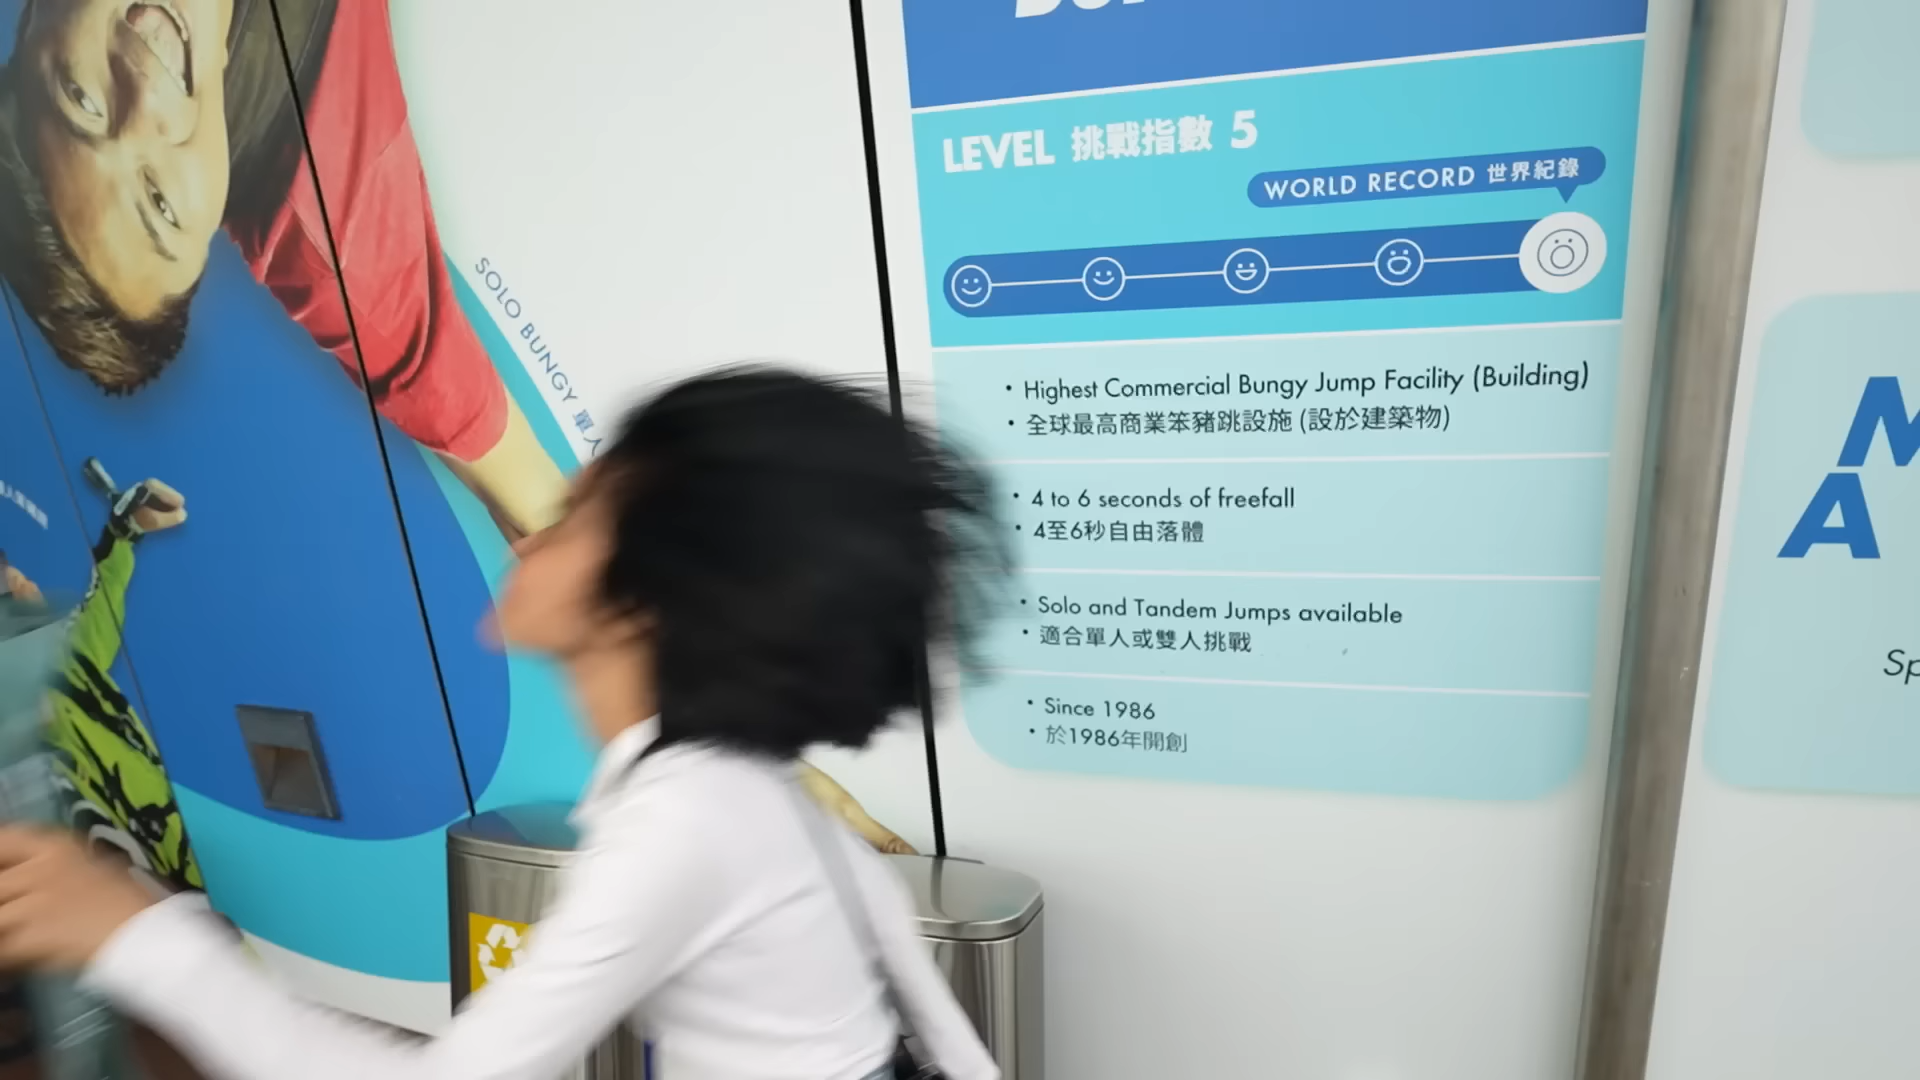 LEVEL 挑戰指數 5
WORLD RECORD 世界紀錄
• Highest Commercial Bungy Jump Facility (Building)
• 全球最高商業笨豬跳設施 (設於建築物)
• 4 to 6 seconds of freefall
• 4至6秒自由落體
• Solo and Tandem Jumps available
• 適合單人或雙人挑戰
• Since 1986
• 於1986年開創
SOLO BUNGY 單人
M
A
Sp